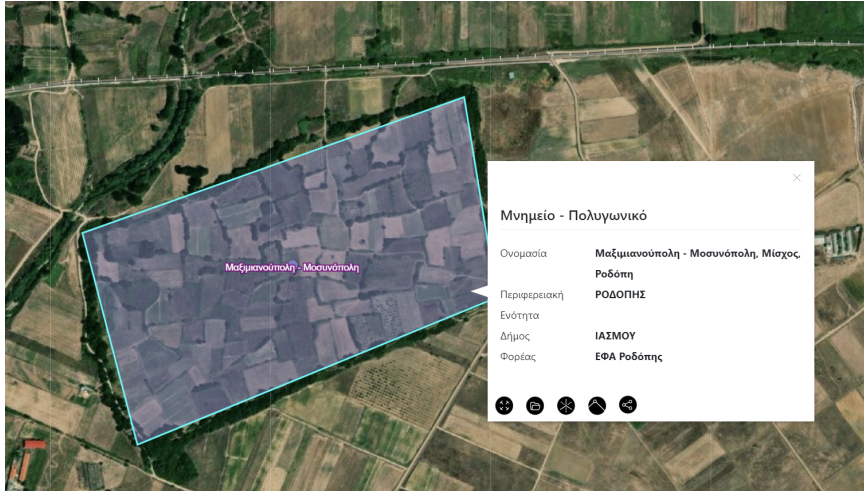 Μαξιμιανούπολη - Μοσυνόπολη
Μνημείο - Πολυγωνικό
Ονομασία Μαξιμιανούπολη - Μοσυνόπολη, Μίσχος,
Ροδόπη
Περιφερειακή ΡΟΔΟΠΗΣ
Ενότητα
Δήμος ΙΑΣΜΟΥ
Φορέας ΕΦΑ Ροδόπης